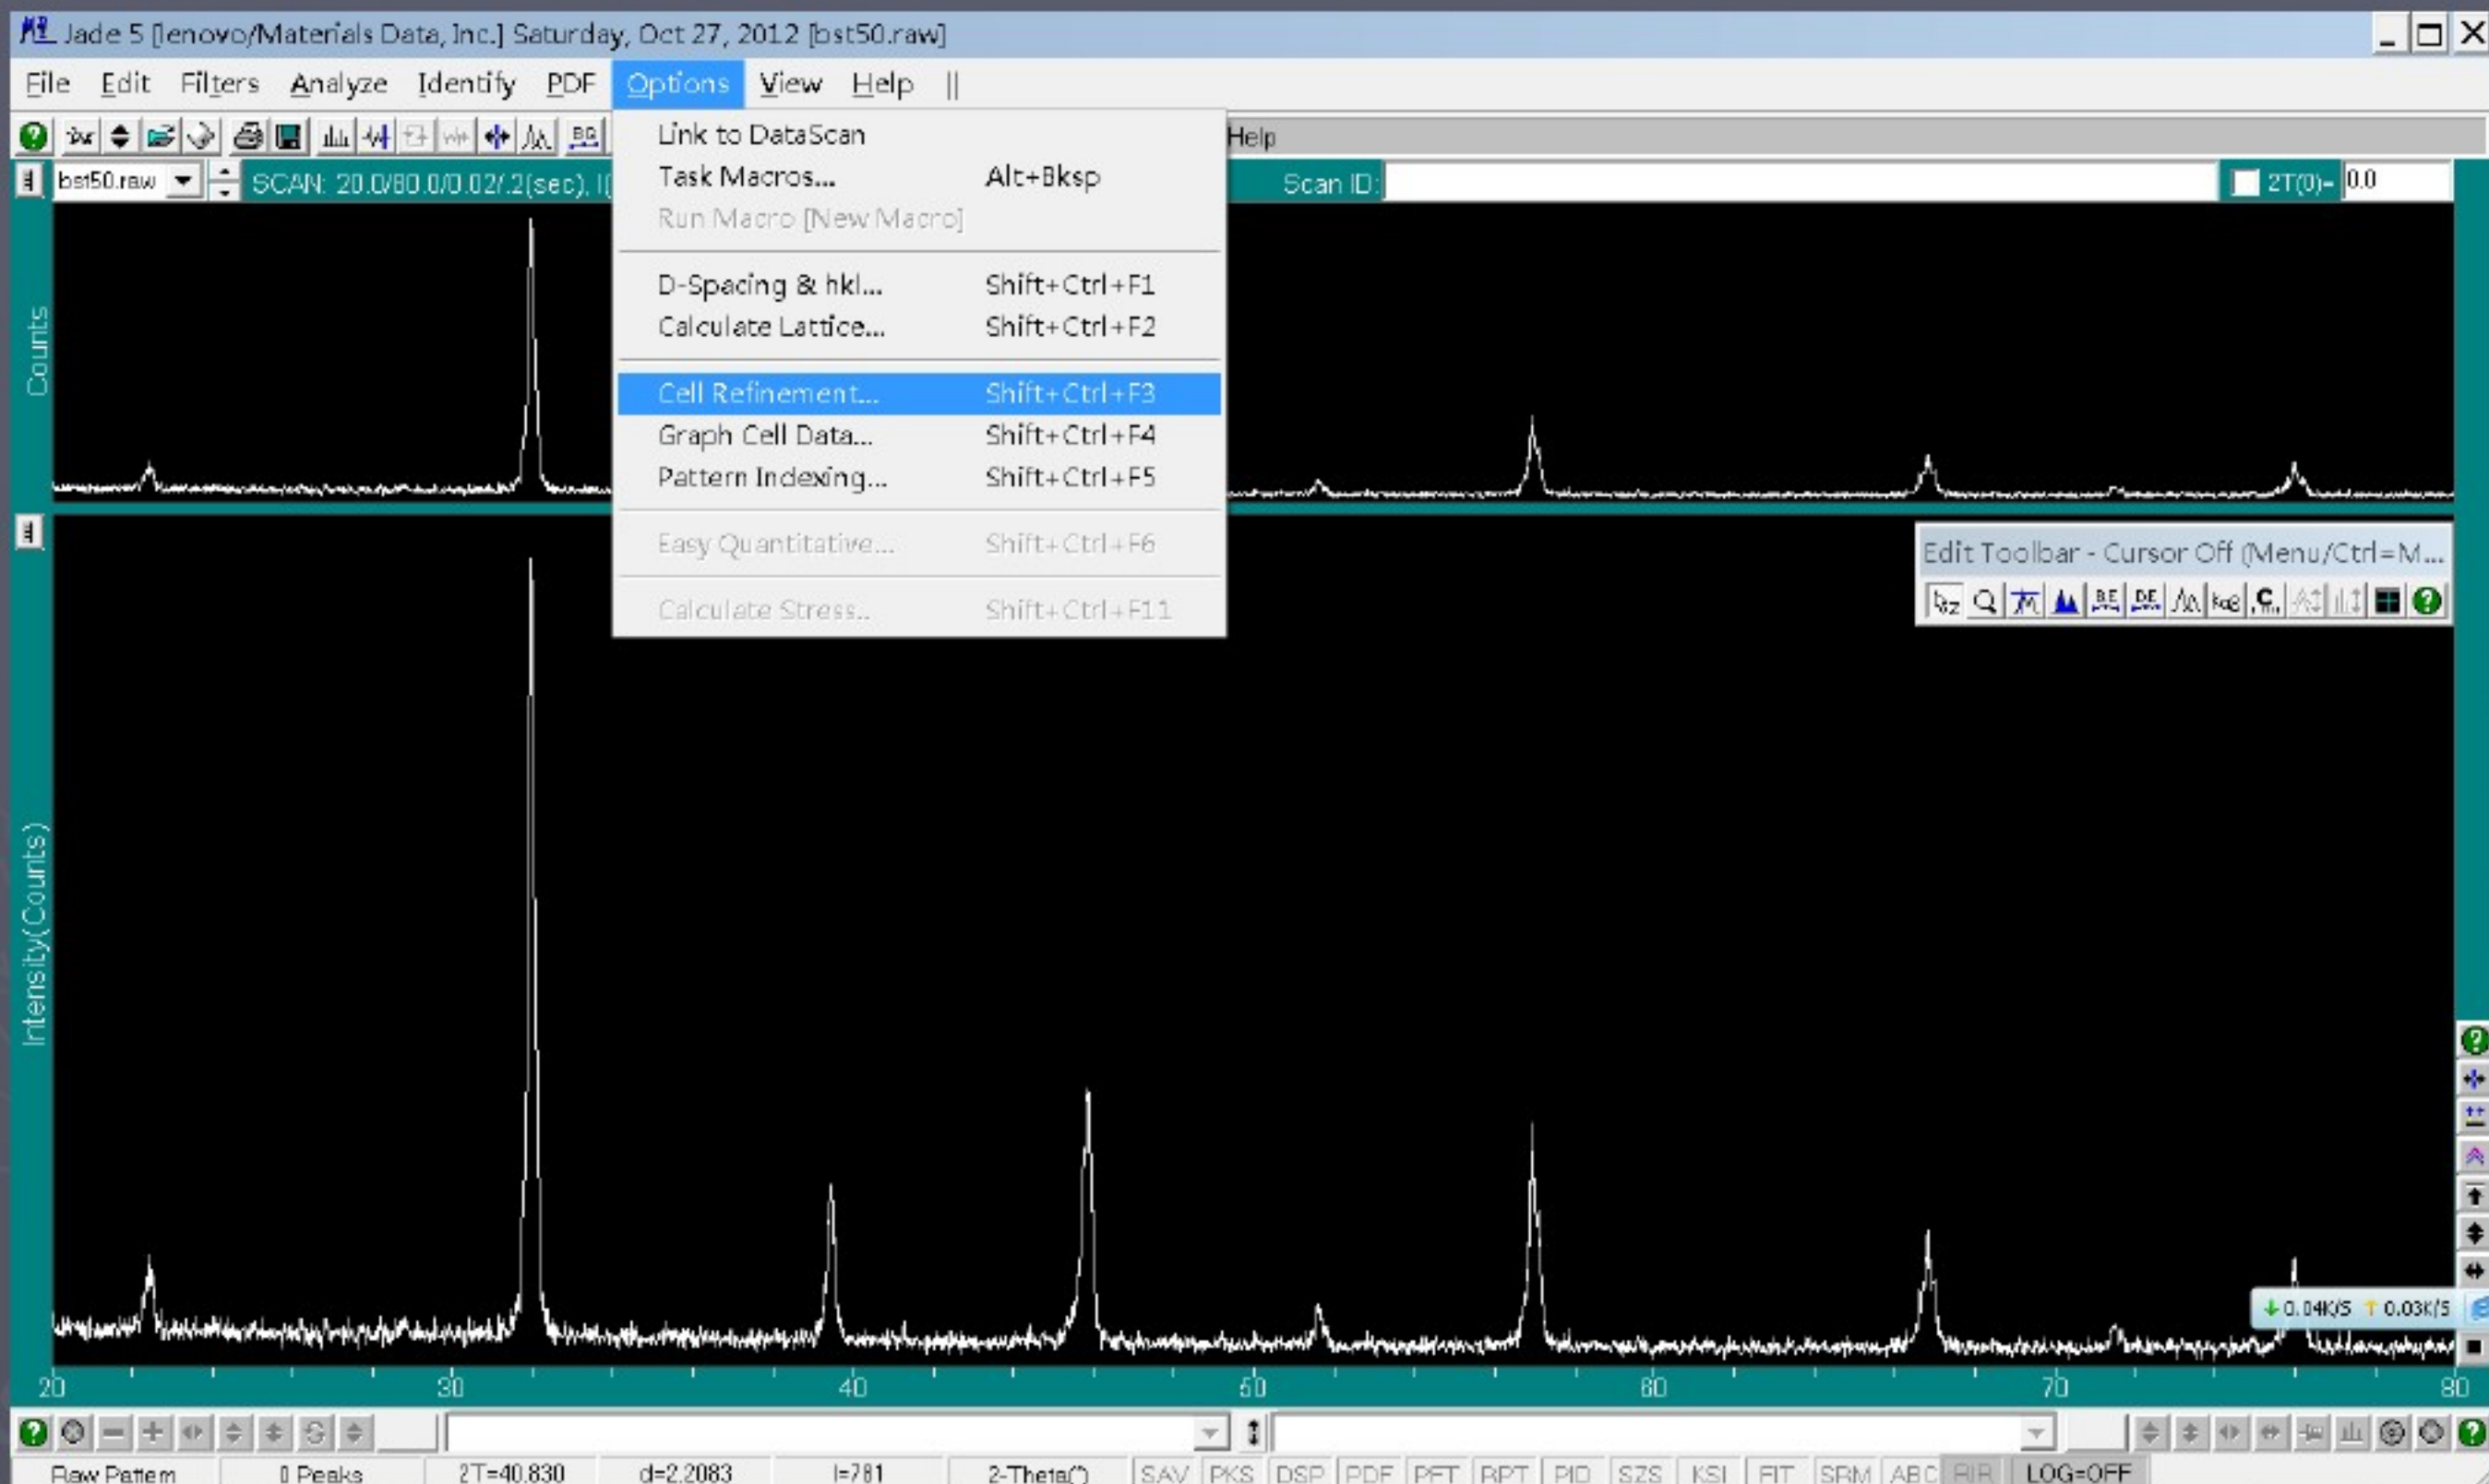 Jade 5 [lenovo/Materials Data, Inc.] Saturday, Oct 27, 2012 [bst50.raw]
File Edit Filters Analyze Identify PDF Options View Help ||
BG Help
bst50.raw SCAN: 20.0/80.0/0.02/.2(sec), I( Scan ID: 2T(0)= 0.0
Link to DataScan
Task Macros... Alt+Bksp
Run Macro [New Macro]
D-Spacing & hkl... Shift+Ctrl+F1
Calculate Lattice... Shift+Ctrl+F2
Cell Refinement... Shift+Ctrl+F3
Graph Cell Data... Shift+Ctrl+F4
Pattern Indexing... Shift+Ctrl+F5
Easy Quantitative... Shift+Ctrl+F6
Calculate Stress... Shift+Ctrl+F11
Counts
Edit Toolbar - Cursor Off (Menu/Ctrl=M...
Intensity(Counts)
0.04K/S 0.03K/S
20 30 40 50 60 70 80
Raw Pattern 0 Peaks 2T=40.830 d=2.2083 I=781 2-Theta(°) SAV PKS DSP PDF PFT RPT PID SZS KSI FIT SRM ABC AIR LOG=OFF